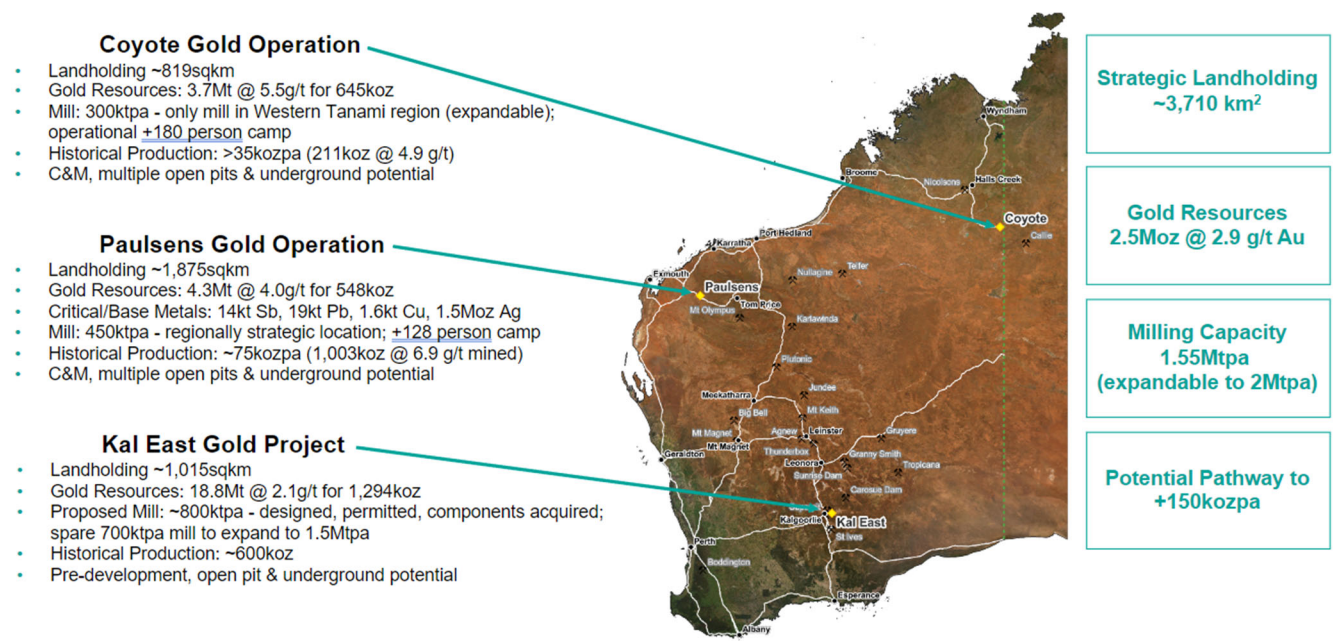 Coyote Gold Operation
• Landholding ~819sqkm
• Gold Resources: 3.7Mt @ 5.5g/t for 645koz
• Mill: 300ktpa - only mill in Western Tanami region (expandable);
operational +180 person camp
• Historical Production: >35kozpa (211koz @ 4.9 g/t)
• C&M, multiple open pits & underground potential
Paulsens Gold Operation
• Landholding ~1,875sqkm
• Gold Resources: 4.3Mt @ 4.0g/t for 548koz
• Critical/Base Metals: 14kt Sb, 19kt Pb, 1.6kt Cu, 1.5Moz Ag
• Mill: 450ktpa - regionally strategic location; +128 person camp
• Historical Production: ~75kozpa (1,003koz @ 6.9 g/t mined)
• C&M, multiple open pits & underground potential
Kal East Gold Project
• Landholding ~1,015sqkm
• Gold Resources: 18.8Mt @ 2.1g/t for 1,294koz
• Proposed Mill: ~800ktpa - designed, permitted, components acquired;
spare 700ktpa mill to expand to 1.5Mtpa
• Historical Production: ~600koz
• Pre-development, open pit & underground potential
Wyndham
Broome
Nicolsons
Halls Creek
Coyote
Callie
Port Hedland
Karratha
Exmouth
Nullagine
Telfer
Paulsens
Tom Price
Mt Olympus
Karlawinda
Plutonic
Jundee
Meekatharra
Big Bell
Mt Keith
Mt Magnet
Mt Magnet
Agnew
Leinster
Gruyere
Geraldton
Thunderbox
Granny Smith
Leonora
Sunrise Dam
Tropicana
Carosue Dam
Kalgoorlie
Kal East
St Ives
Perth
Boddington
Esperance
Albany
Strategic Landholding
~3,710 km²
Gold Resources
2.5Moz @ 2.9 g/t Au
Milling Capacity
1.55Mtpa
(expandable to 2Mtpa)
Potential Pathway to
+150kozpa